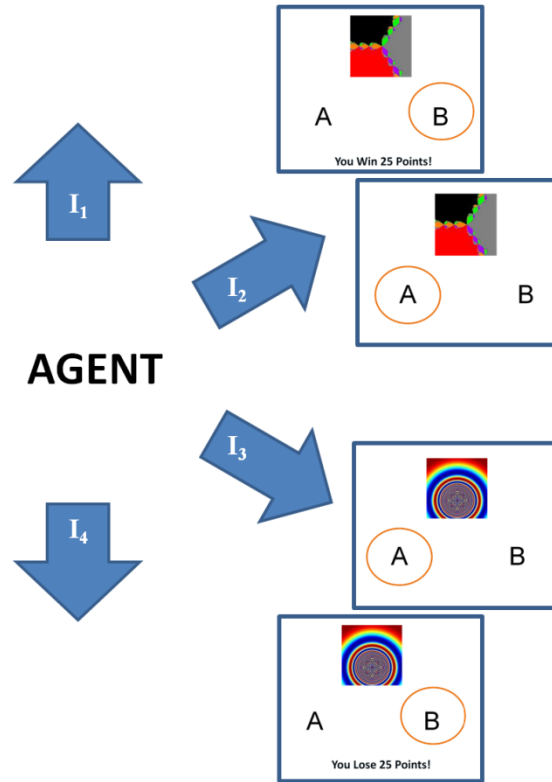 A B
You Win 25 Points!
I1
I2
A B
AGENT
I3
I4
A B
A B
You Lose 25 Points!